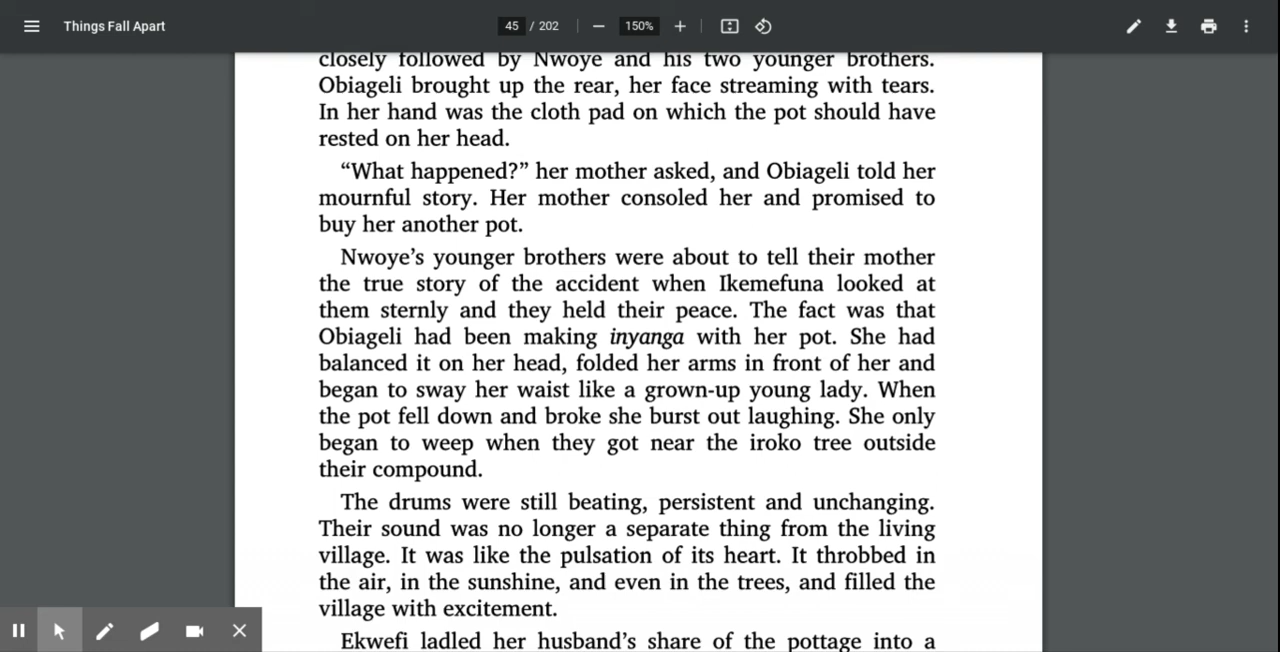 Things Fall Apart
45 / 202
150%
closely followed by Nwoye and his two younger brothers.
Obiageli brought up the rear, her face streaming with tears.
In her hand was the cloth pad on which the pot should have
rested on her head.
“What happened?” her mother asked, and Obiageli told her
mournful story. Her mother consoled her and promised to
buy her another pot.
Nwoye’s younger brothers were about to tell their mother
the true story of the accident when Ikemefuna looked at
them sternly and they held their peace. The fact was that
Obiageli had been making inyanga with her pot. She had
balanced it on her head, folded her arms in front of her and
began to sway her waist like a grown-up young lady. When
the pot fell down and broke she burst out laughing. She only
began to weep when they got near the iroko tree outside
their compound.
The drums were still beating, persistent and unchanging.
Their sound was no longer a separate thing from the living
village. It was like the pulsation of its heart. It throbbed in
the air, in the sunshine, and even in the trees, and filled the
village with excitement.
Ekwefi ladled her husband’s share of the pottage into a